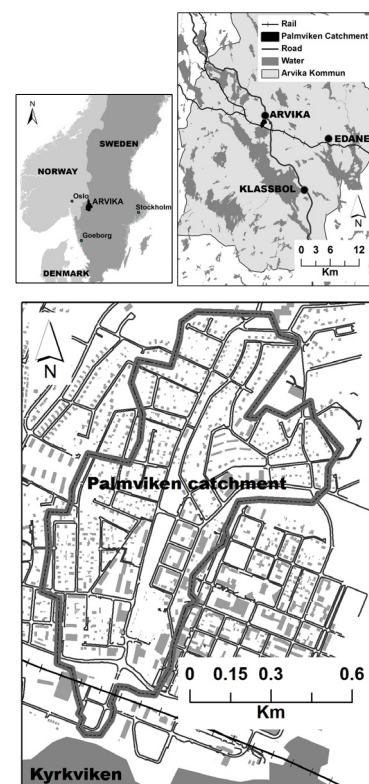 N
SWEDEN
NORWAY
Oslo
ARVIKA
Stockholm
Goeborg
DENMARK
Rail
Palmviken Catchment
Road
Water
Arvika Kommun
ARVIKA
EDANE
KLASSBOL
N
0 3 6 12
Km
N
Palmviken catchment
0 0.15 0.3 0.6
Km
Kyrkviken